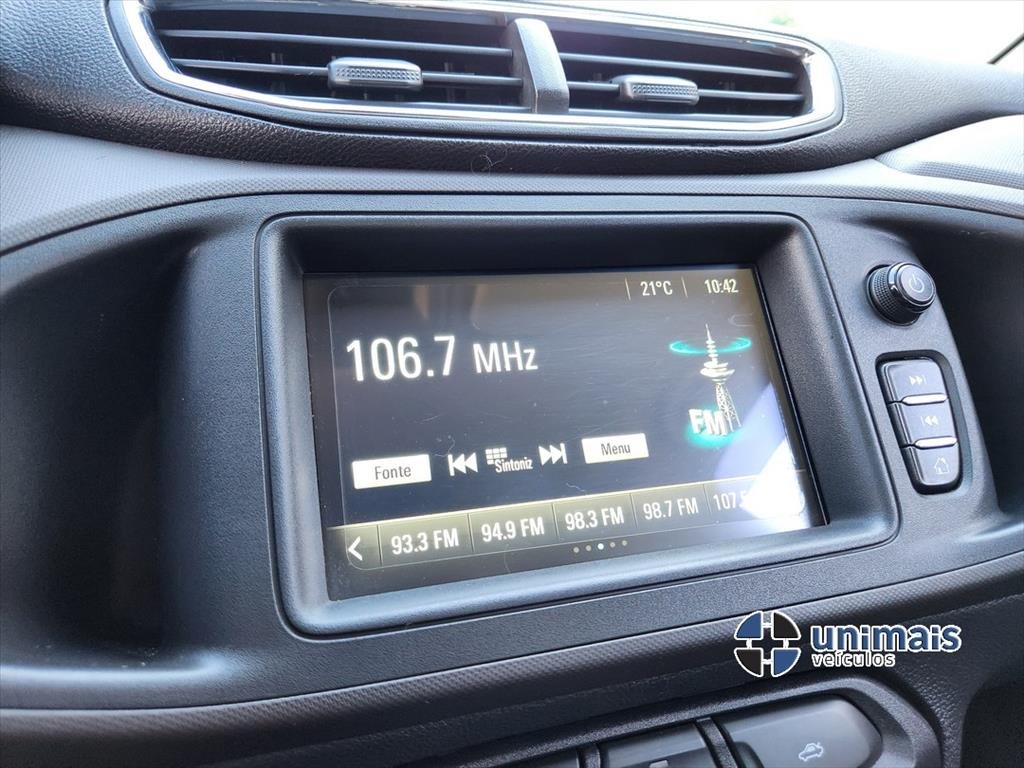 21°C 10:42
106.7 MHz
FM
Fonte Sintoniz Menu
93.3 FM 94.9 FM 98.3 FM 98.7 FM
unimais
veículos